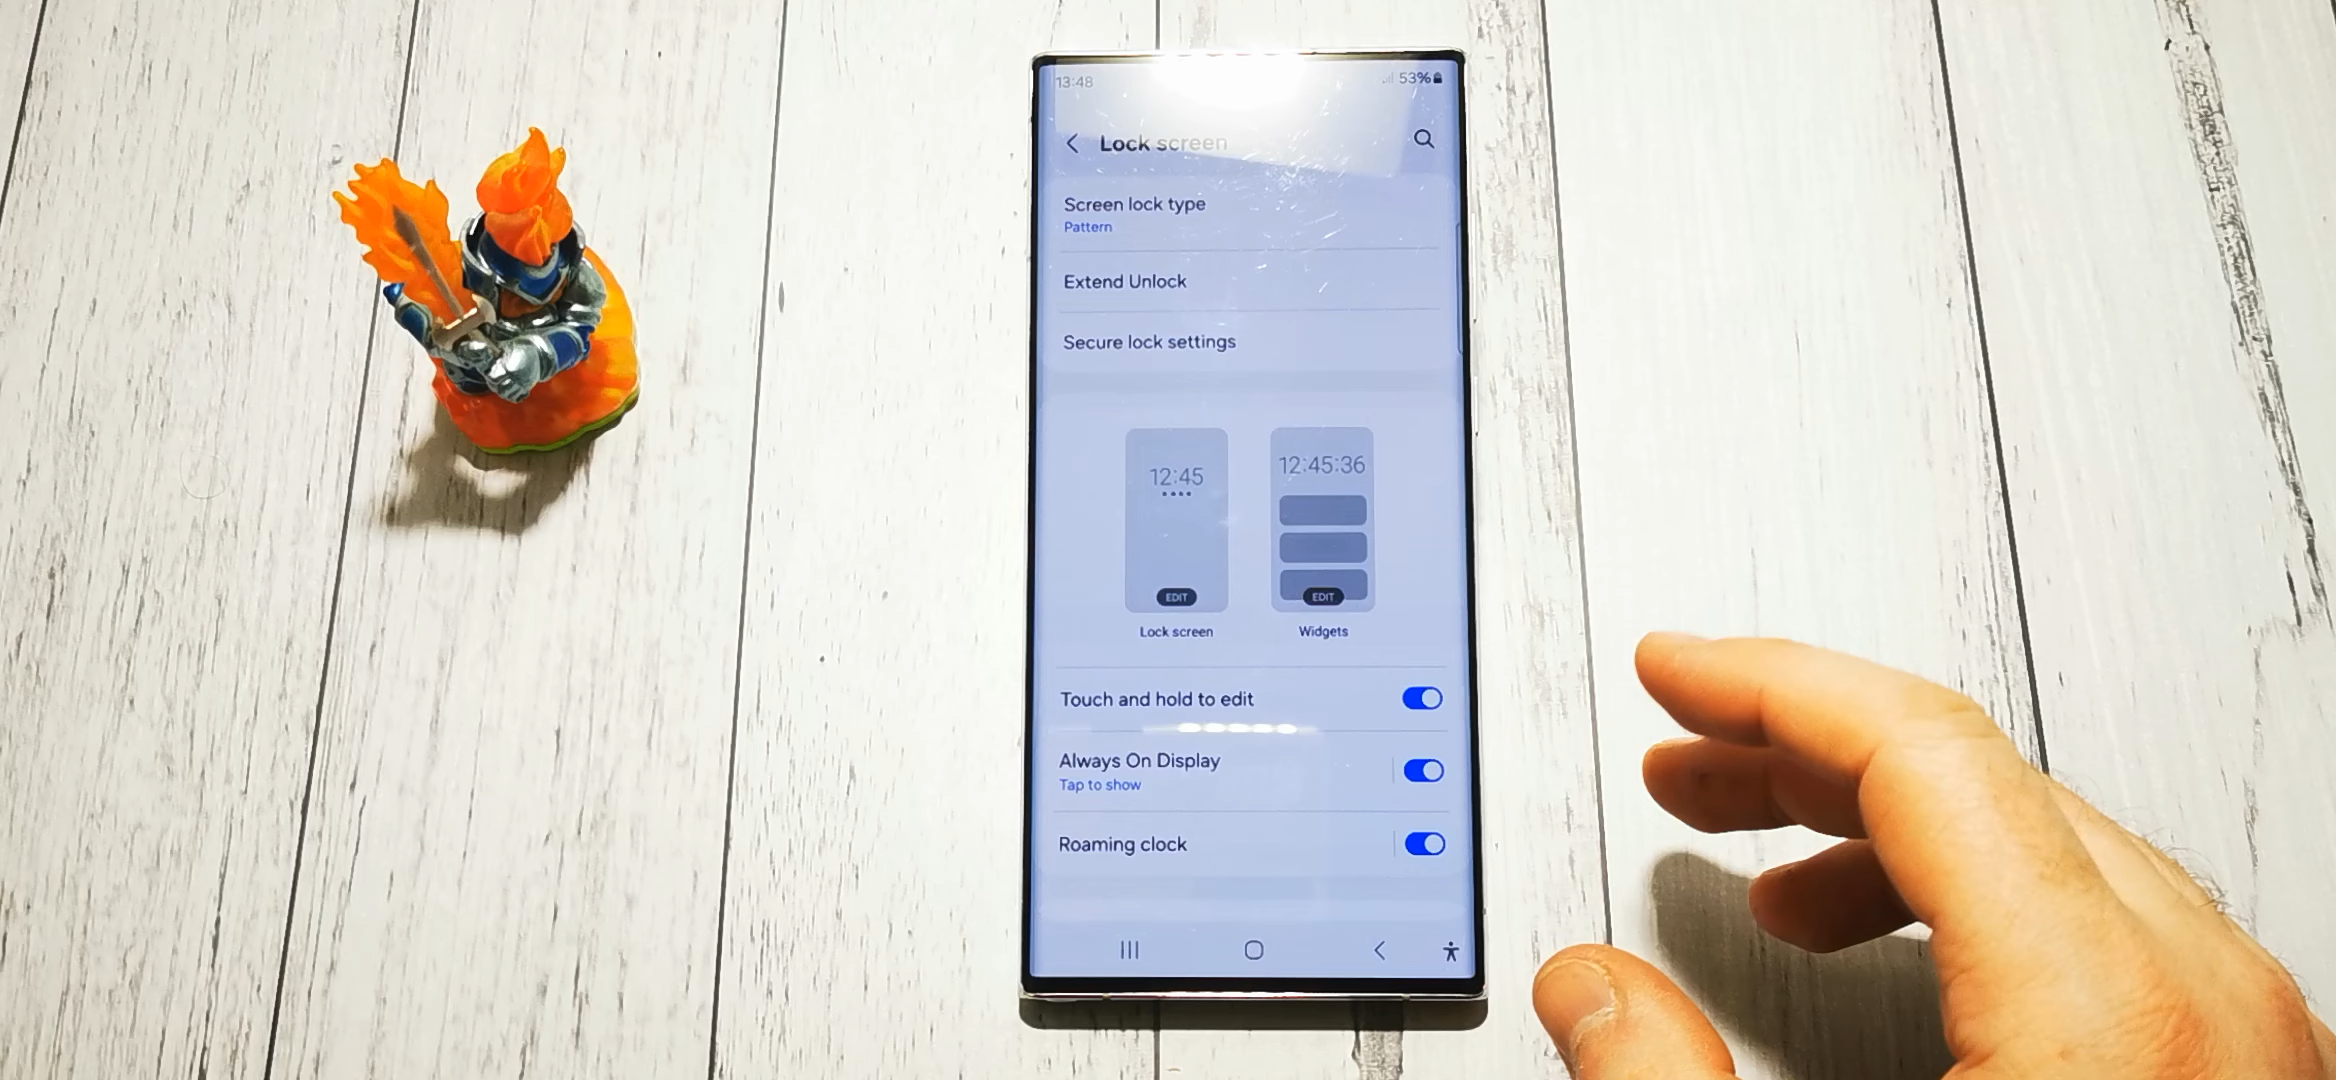 13:48
53%
Lock screen
Screen lock type
Pattern
Extend Unlock
Secure lock settings
12:45
12:45:36
EDIT
EDIT
Lock screen
Widgets
Touch and hold to edit
Always On Display
Tap to show
Roaming clock